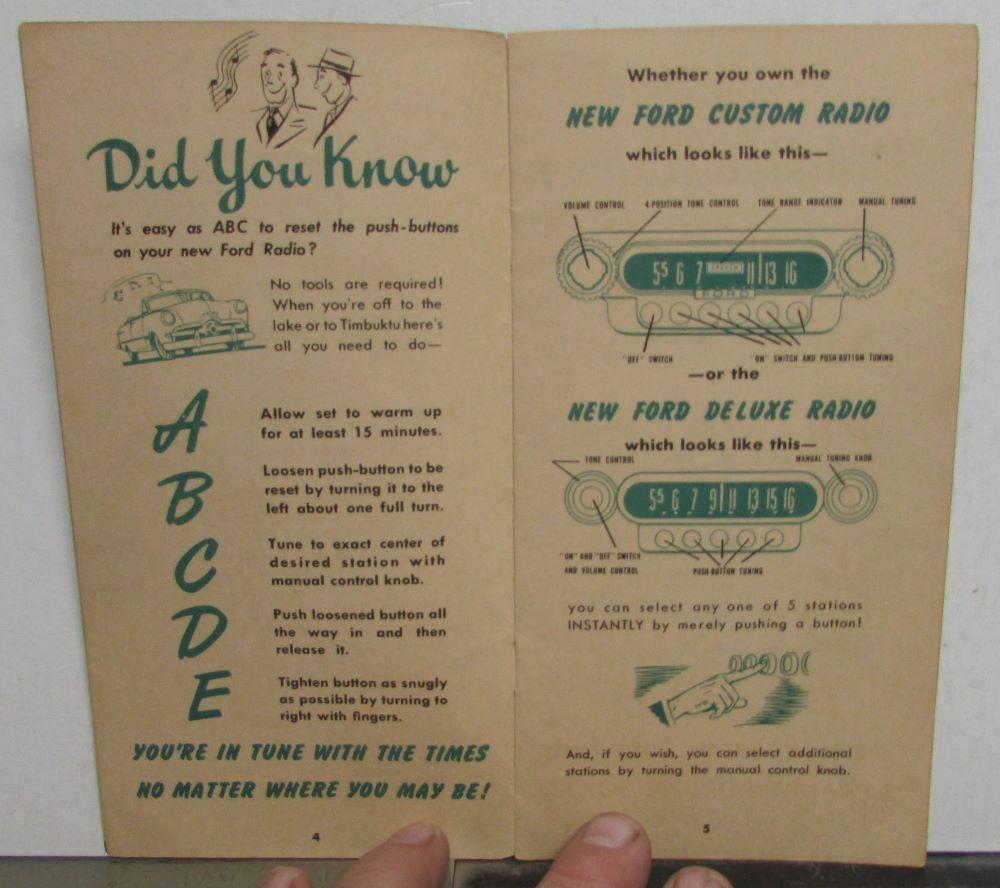 Did You Know
It's easy as ABC to reset the push-buttons
on your new Ford Radio?
No tools are required!
When you're off to the
lake or to Timbuktu here's
all you need to do—
A
Allow set to warm up
for at least 15 minutes.
B
Loosen push-button to be
reset by turning it to the
left about one full turn.
C
Tune to exact center of
desired station with
manual control knob.
D
Push loosened button all
the way in and then
release it.
E
Tighten button as snugly
as possible by turning to
right with fingers.
YOU'RE IN TUNE WITH THE TIMES
NO MATTER WHERE YOU MAY BE!
4
Whether you own the
NEW FORD CUSTOM RADIO
which looks like this—
VOLUME CONTROL 4-POSITION TONE CONTROL TONE RANGE INDICATOR MANUAL TUNING
55 6 7 11 13 16
FORD
"OFF" SWITCH "ON" SWITCH AND PUSH-BUTTON TUNING
—or the
NEW FORD DELUXE RADIO
which looks like this—
TONE CONTROL MANUAL TUNING KNOB
55 6 7 9 11 13 15 16
"ON" AND "OFF" SWITCH
AND VOLUME CONTROL PUSH-BUTTON TUNING
you can select any one of 5 stations
INSTANTLY by merely pushing a button!
And, if you wish, you can select additional
stations by turning the manual control knob.
5